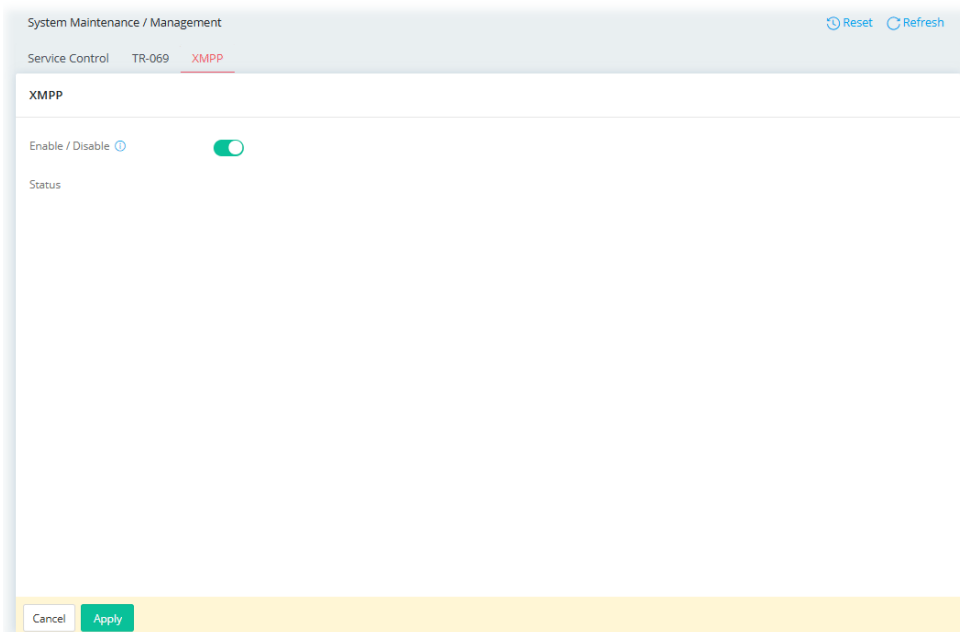 System Maintenance / Management
Reset Refresh
Service Control TR-069 XMPP
XMPP
Enable / Disable
Status
Cancel Apply